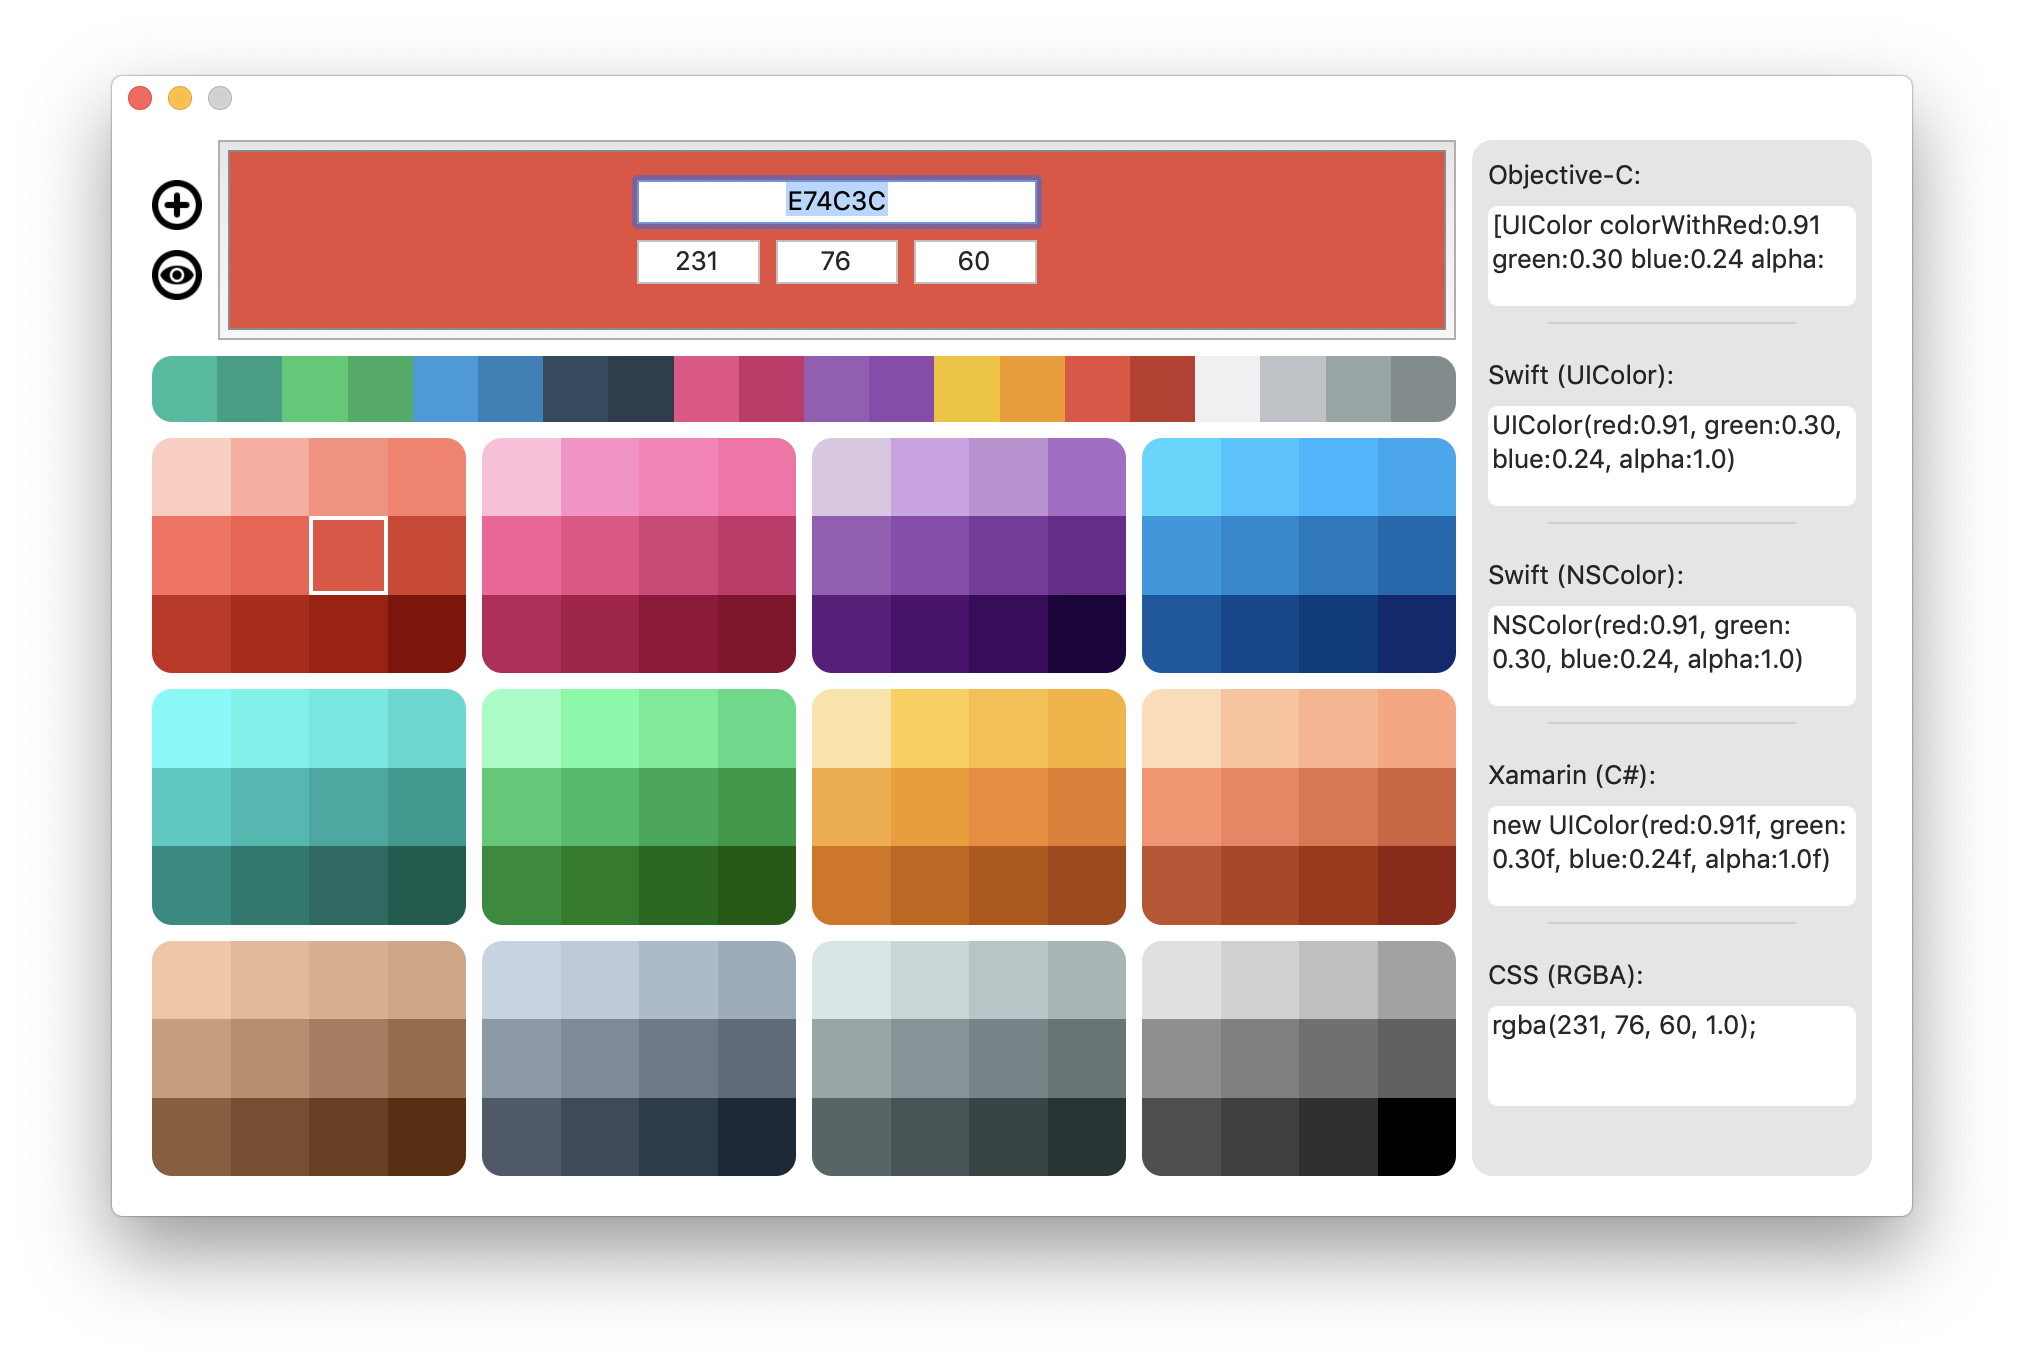 E74C3C
231 76 60
Objective-C:
[UIColor colorWithRed:0.91
green:0.30 blue:0.24 alpha:
Swift (UIColor):
UIColor(red:0.91, green:0.30,
blue:0.24, alpha:1.0)
Swift (NSColor):
NSColor(red:0.91, green:
0.30, blue:0.24, alpha:1.0)
Xamarin (C#):
new UIColor(red:0.91f, green:
0.30f, blue:0.24f, alpha:1.0f)
CSS (RGBA):
rgba(231, 76, 60, 1.0);